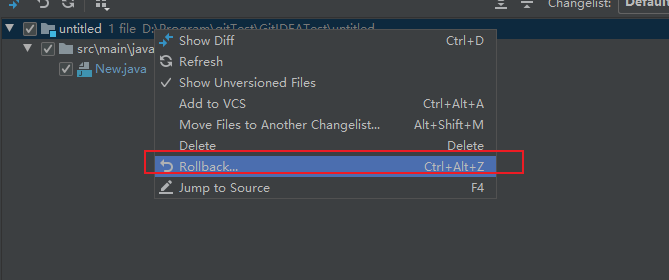 Changelist: Default
untitled 1 file D:\Program\gitTest\GitIDEATest\untitled
src\main\java
New.java
Show Diff Ctrl+D
Refresh
Show Unversioned Files
Add to VCS Ctrl+Alt+A
Move Files to Another Changelist... Alt+Shift+M
Delete Delete
Rollback... Ctrl+Alt+Z
Jump to Source F4